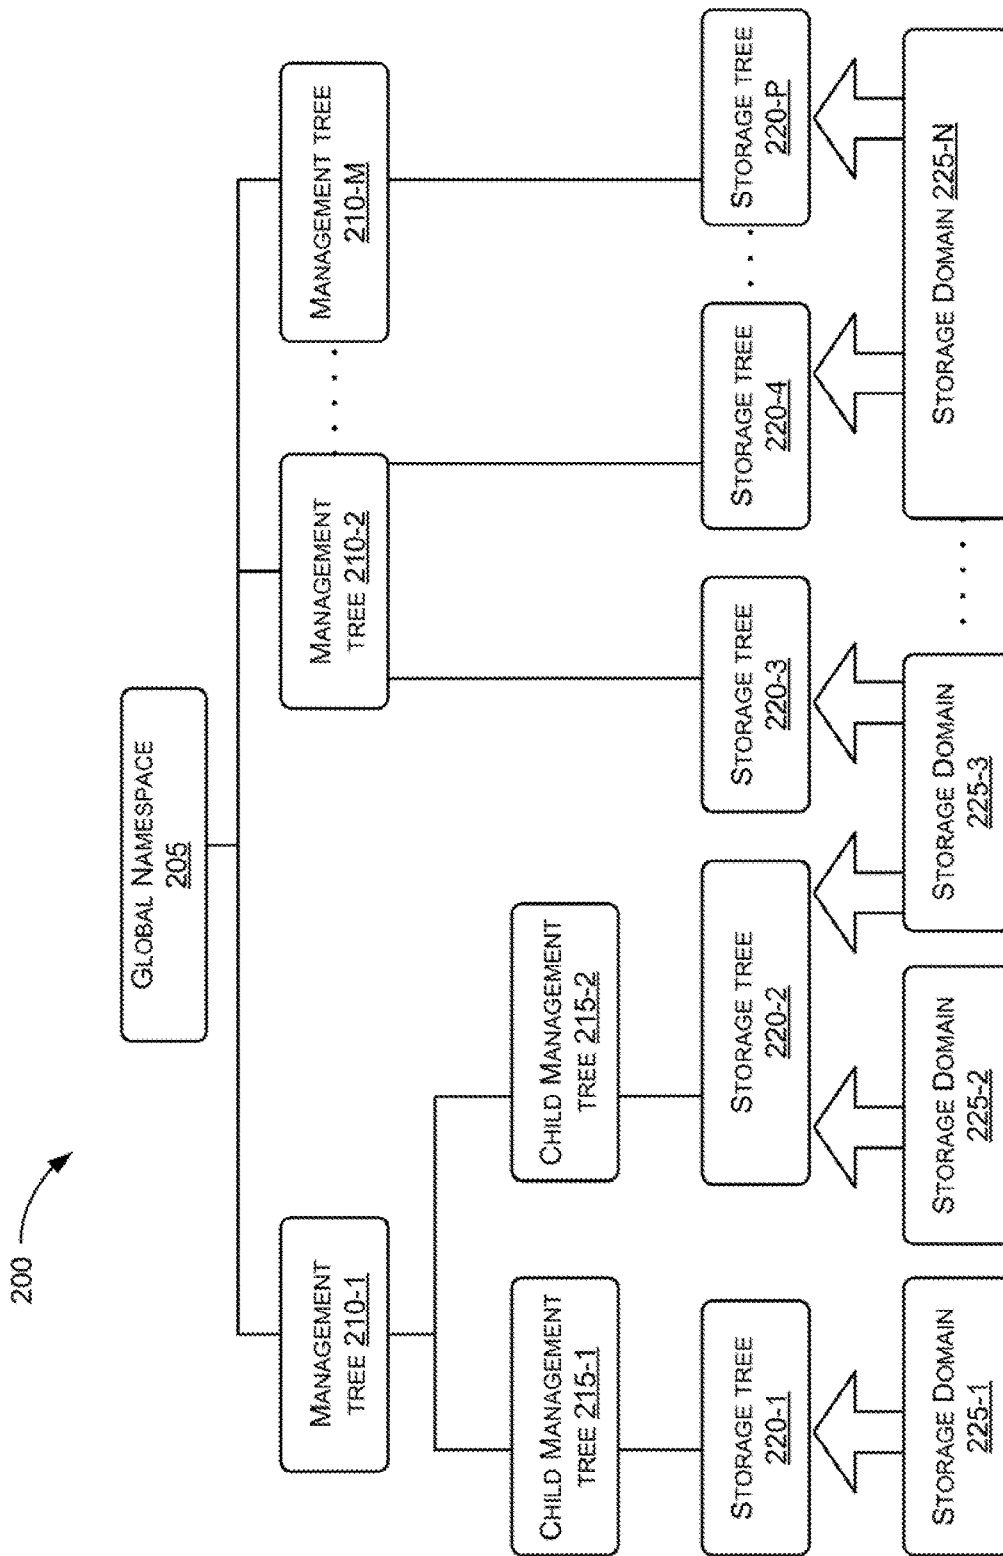 200
GLOBAL NAMESPACE
205
MANAGEMENT
TREE 210-1
MANAGEMENT
TREE 210-2
. . . .
MANAGEMENT TREE
210-M
CHILD MANAGEMENT
TREE 215-1
CHILD MANAGEMENT
TREE 215-2
STORAGE TREE
220-1
STORAGE TREE
220-2
STORAGE TREE
220-3
STORAGE TREE
220-4
. . .
STORAGE TREE
220-P
STORAGE DOMAIN
225-1
STORAGE DOMAIN
225-2
STORAGE DOMAIN
225-3
. . . .
STORAGE DOMAIN 225-N